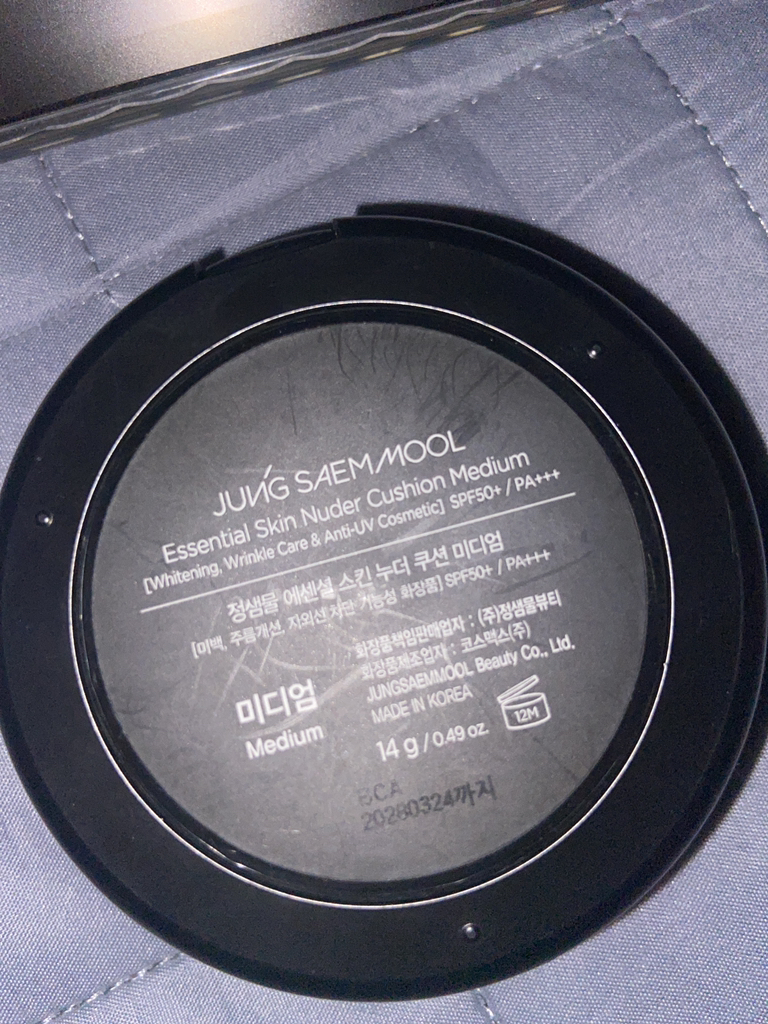 JUNG SAEM MOOL
Essential Skin Nuder Cushion Medium
[Whitening, Wrinkle Care & Anti-UV Cosmetic] SPF50+ / PA+++
정샘물 에센셜 스킨 누더 쿠션 미디엄
[미백, 주름개선, 자외선 차단 기능성 화장품] SPF50+ / PA+++
화장품책임판매업자 : (주)정샘물뷰티
화장품제조업자 : 코스맥스(주)
JUNGSAEMMOOL Beauty Co., Ltd.
MADE IN KOREA
미디엄
Medium
14 g / 0.49 oz.
12M
BCA
20280324까지